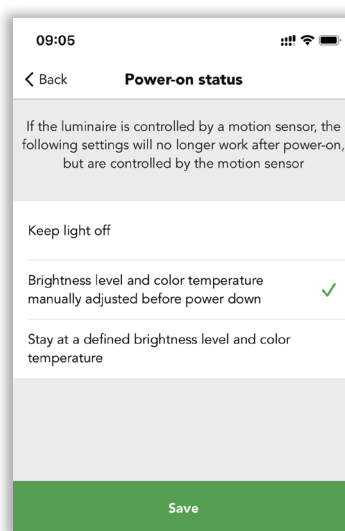 09:05
Back
Power-on status
If the luminaire is controlled by a motion sensor, the
following settings will no longer work after power-on,
but are controlled by the motion sensor
Keep light off
Brightness level and color temperature
manually adjusted before power down
Stay at a defined brightness level and color
temperature
Save